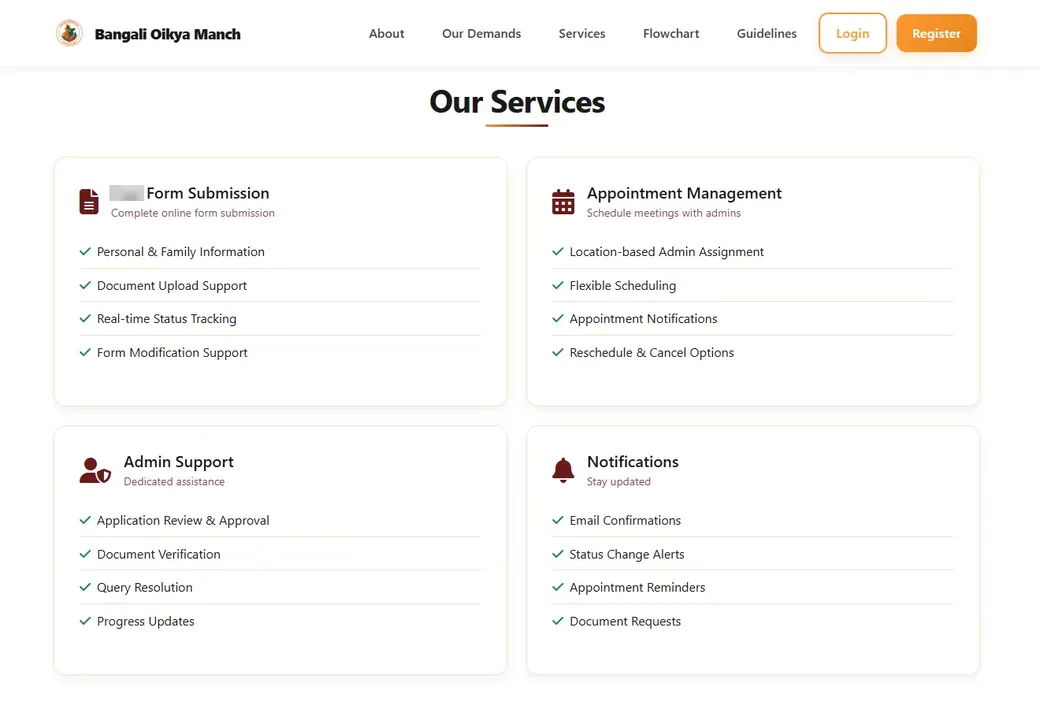 Bangali Oikya Manch
About
Our Demands
Services
Flowchart
Guidelines
Login
Register
Our Services
Form Submission
Complete online form submission
Personal & Family Information
Document Upload Support
Real-time Status Tracking
Form Modification Support
Appointment Management
Schedule meetings with admins
Location-based Admin Assignment
Flexible Scheduling
Appointment Notifications
Reschedule & Cancel Options
Admin Support
Dedicated assistance
Application Review & Approval
Document Verification
Query Resolution
Progress Updates
Notifications
Stay updated
Email Confirmations
Status Change Alerts
Appointment Reminders
Document Requests